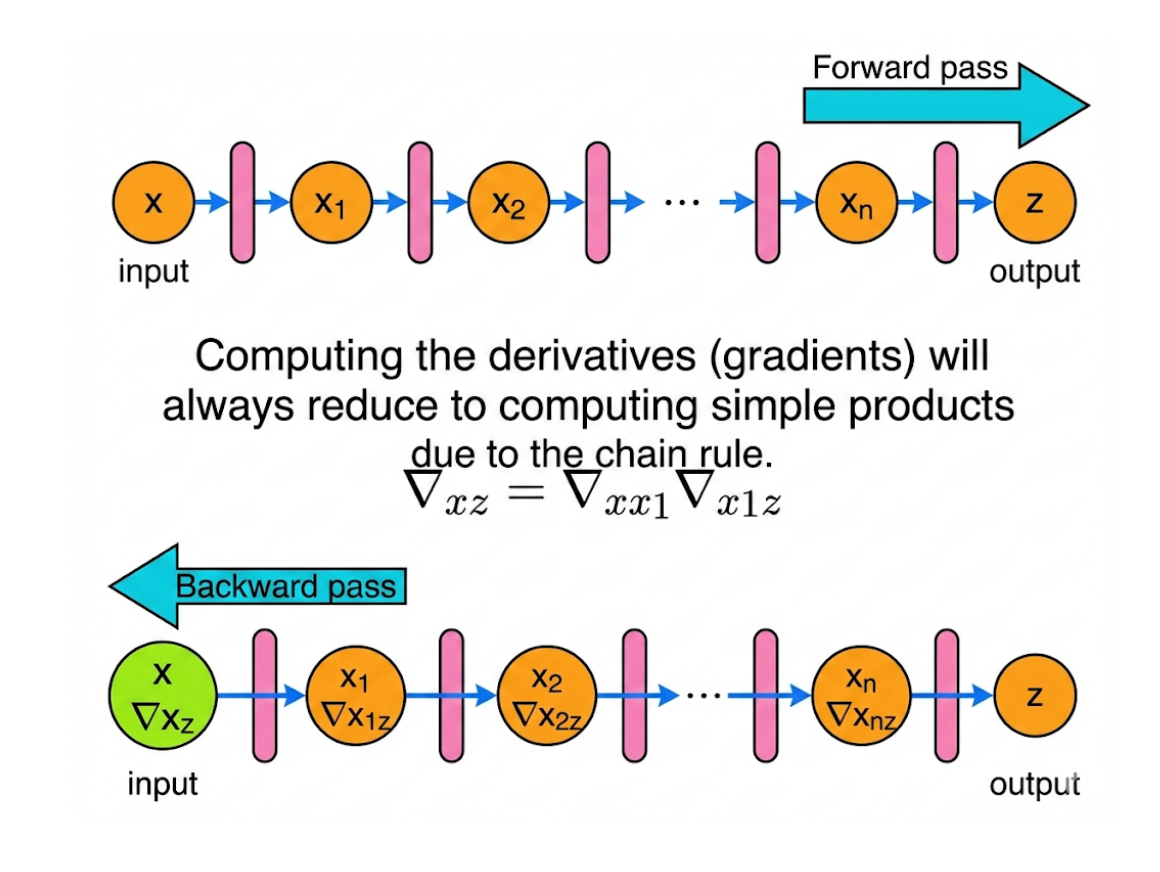 Forward pass
x x₁ x₂ ... xₙ z
input output
Computing the derivatives (gradients) will
always reduce to computing simple products
due to the chain rule.
∇ₓz = ∇ₓₓ₁∇ₓ₁z
Backward pass
x x₁ x₂ ... xₙ z
∇xz ∇x₁z ∇x₂z ∇xₙz
input output